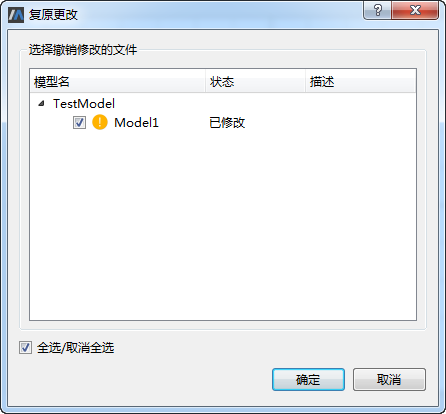 复原更改
选择撤销修改的文件
模型名 状态 描述
TestModel
Model1 已修改
全选/取消全选
确定 取消